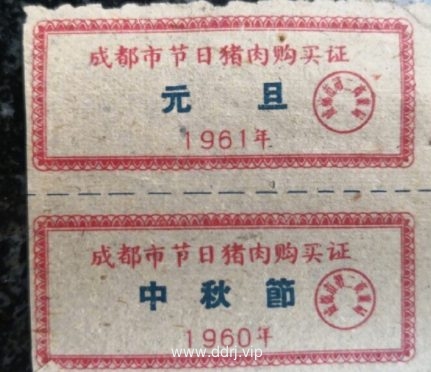 成都市节日猪肉购买证
元旦
1961年
成都市节日猪肉购买证
中秋節
1960年
www.ddrj.vip